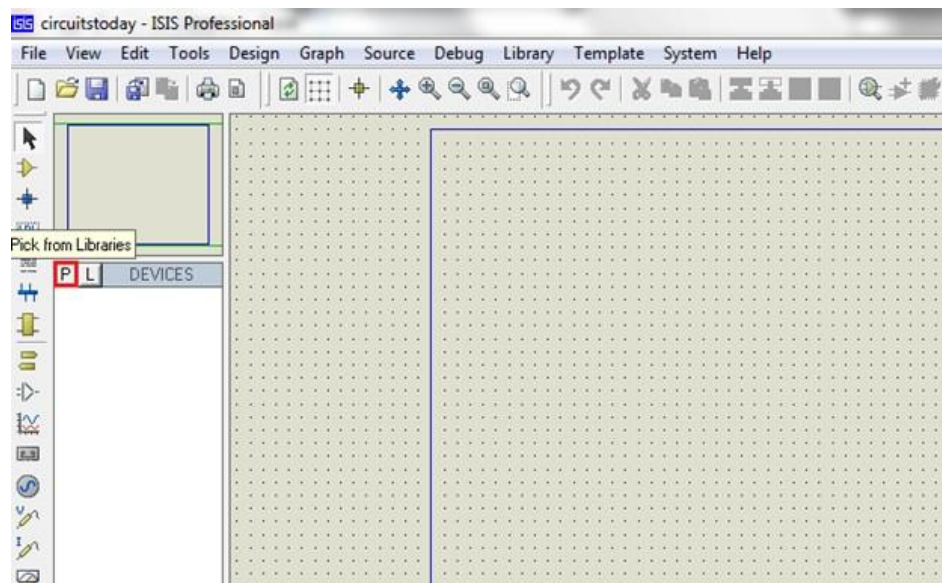 ISIS circuitstoday - ISIS Professional
File View Edit Tools Design Graph Source Debug Library Template System Help
Pick from Libraries
P L DEVICES